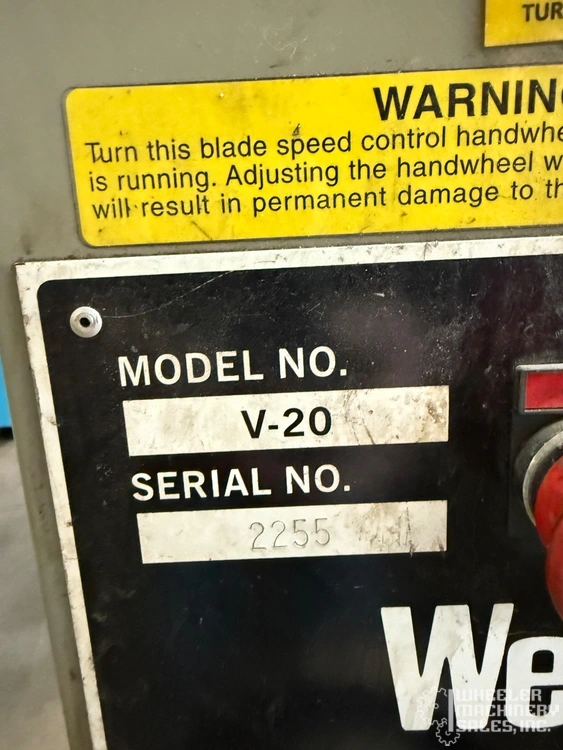 TUR
WARNIN
Turn this blade speed control handwhe
is running. Adjusting the handwheel w
will result in permanent damage to th
MODEL NO.
V-20
SERIAL NO.
2255
We
WHEELER
MACHINERY
SALES, INC.